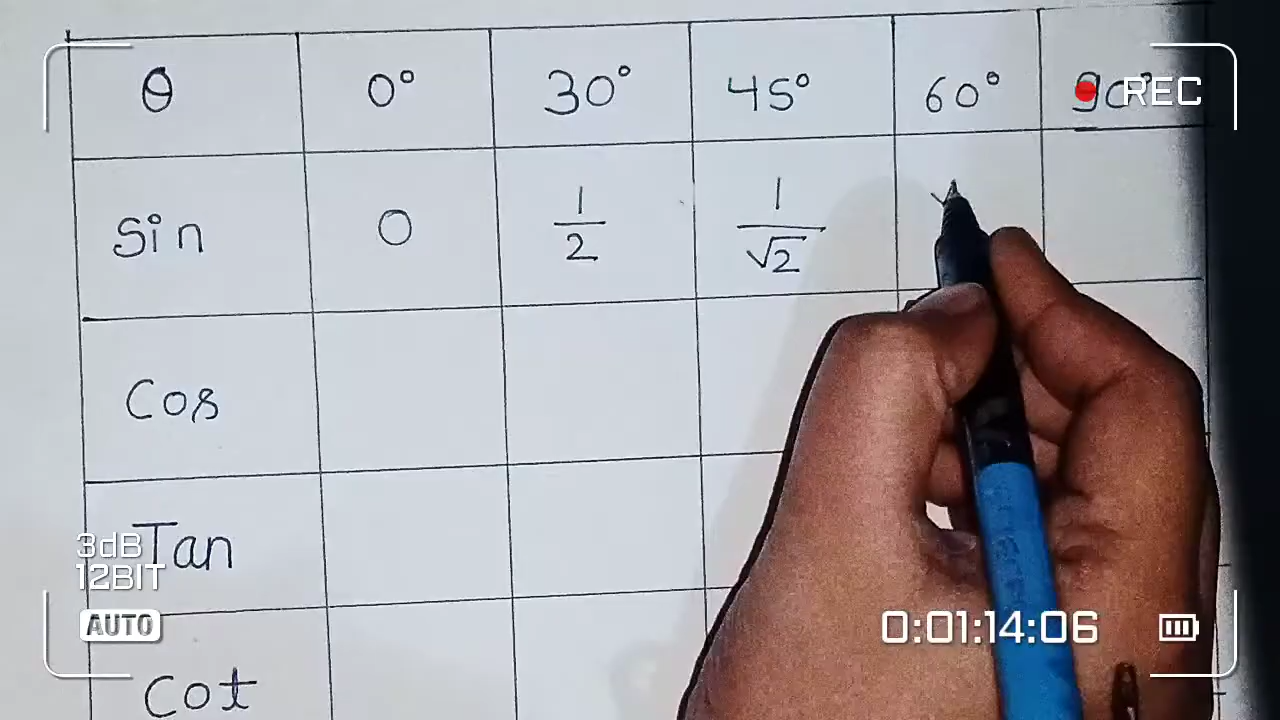 θ 0° 30° 45° 60° 90°
REC
Sin 0 1/2 1/√2
Cos
Tan
3dB
12BIT
AUTO
0:01:14:06
Cot